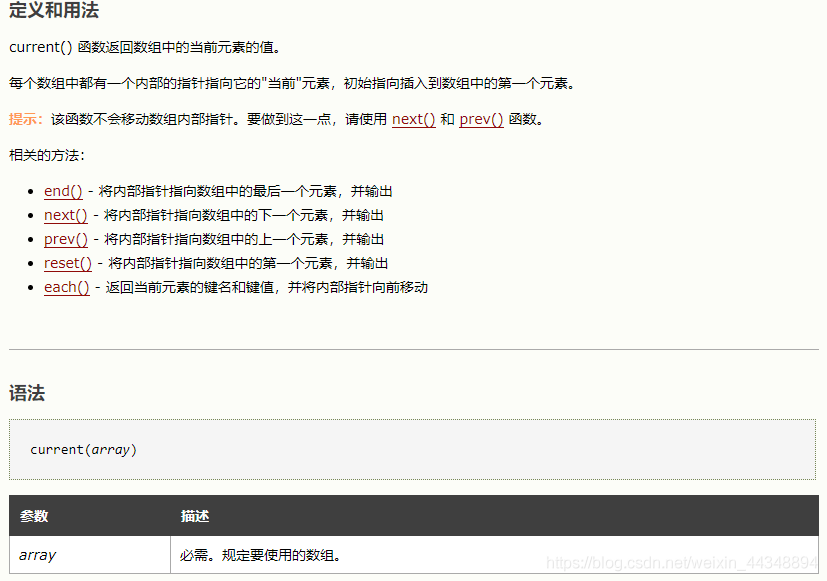 定义和用法
current() 函数返回数组中的当前元素的值。
每个数组中都有一个内部的指针指向它的"当前"元素，初始指向插入到数组中的第一个元素。
提示：该函数不会移动数组内部指针。要做到这一点，请使用 next() 和 prev() 函数。
相关的方法：
• end() - 将内部指针指向数组中的最后一个元素，并输出
• next() - 将内部指针指向数组中的下一个元素，并输出
• prev() - 将内部指针指向数组中的上一个元素，并输出
• reset() - 将内部指针指向数组中的第一个元素，并输出
• each() - 返回当前元素的键名和键值，并将内部指针向前移动
语法
current(array)
参数 描述
array 必需。规定要使用的数组。
https://blog.csdn.net/weixin_44348894